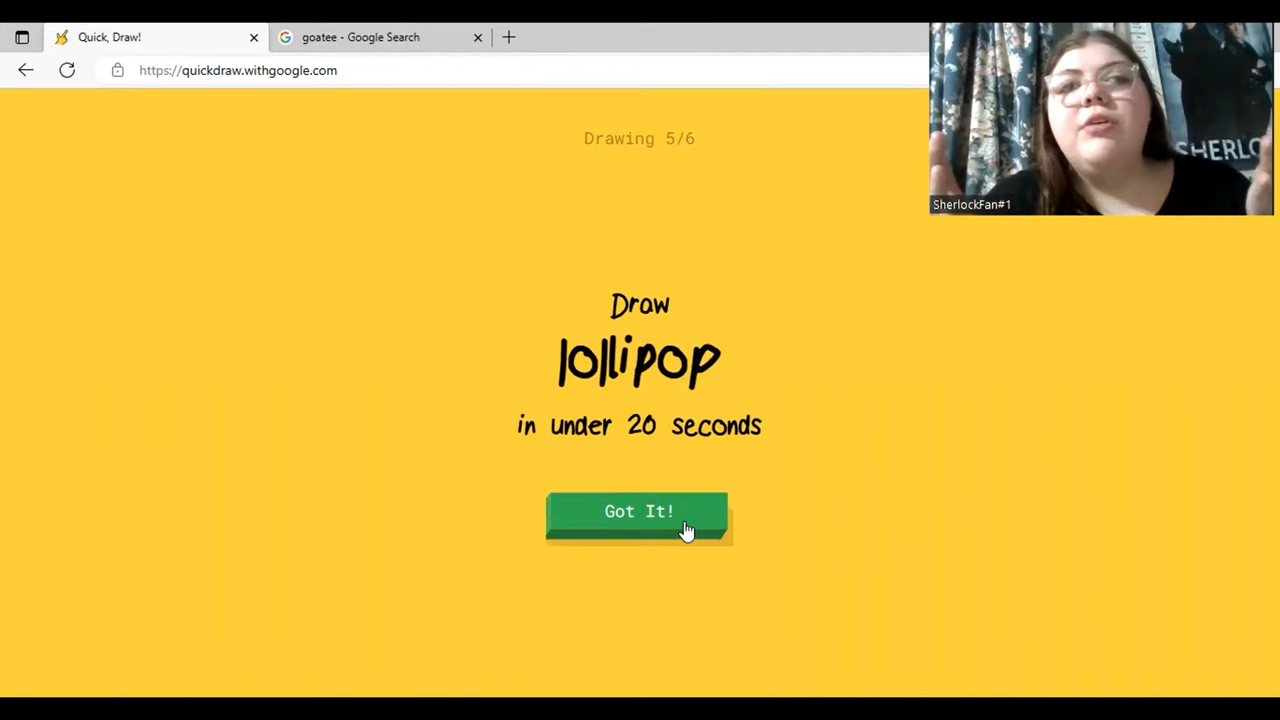 Quick, Draw!
goatee - Google Search
https://quickdraw.withgoogle.com
Drawing 5/6
Draw
lollipop
in under 20 seconds
Got It!
SHERLO
SherlockFan#1